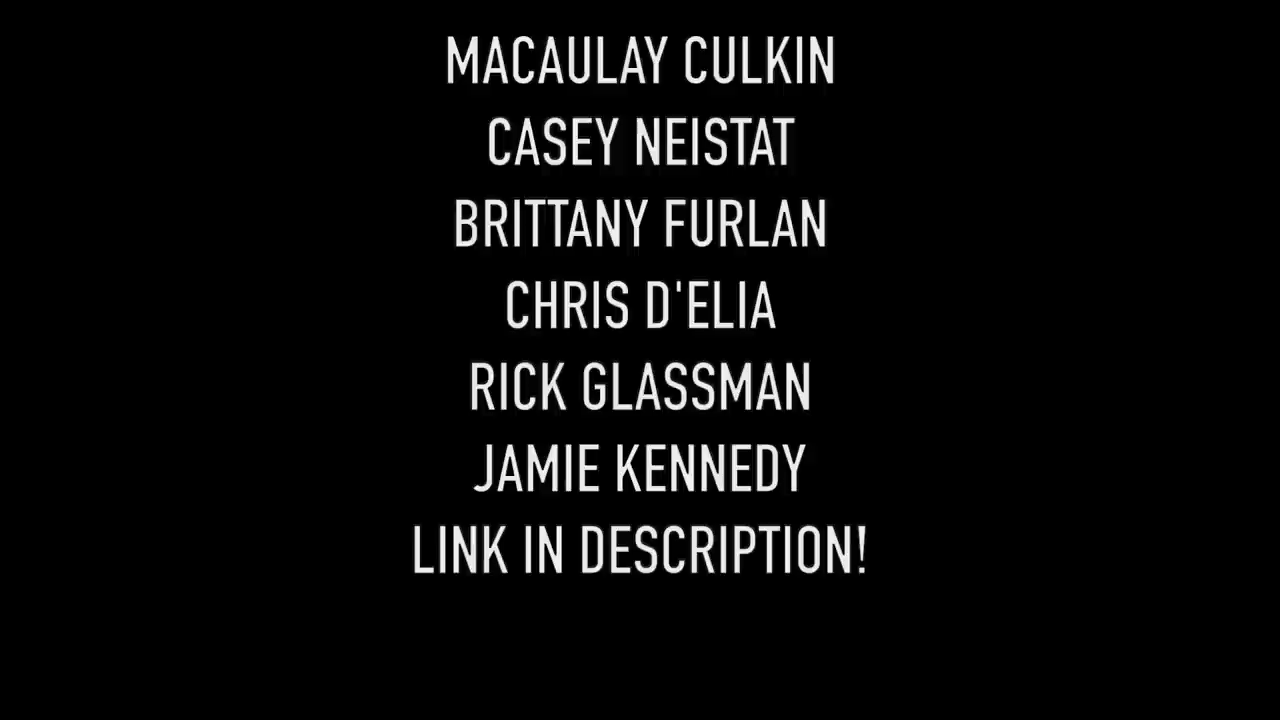 MACAULAY CULKIN
CASEY NEISTAT
BRITTANY FURLAN
CHRIS D'ELIA
RICK GLASSMAN
JAMIE KENNEDY
LINK IN DESCRIPTION!